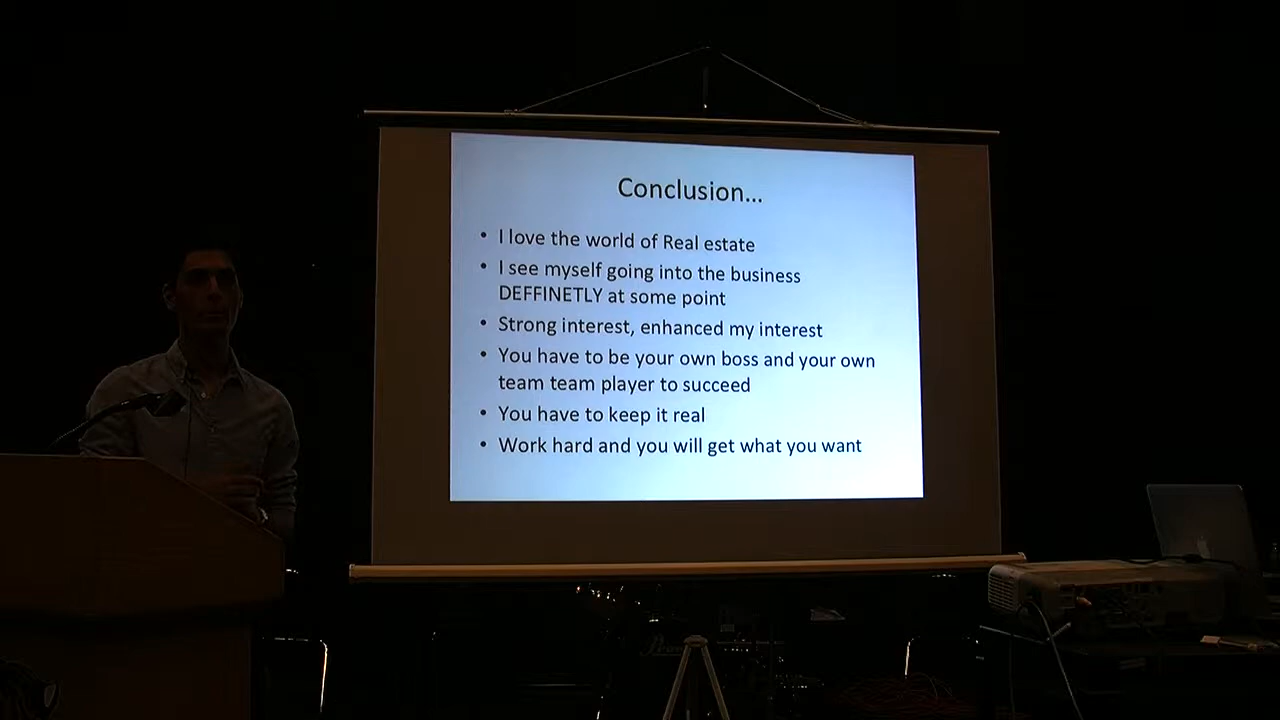 Conclusion...
• I love the world of Real estate
• I see myself going into the business
DEFFINETLY at some point
• Strong interest, enhanced my interest
• You have to be your own boss and your own
team team player to succeed
• You have to keep it real
• Work hard and you will get what you want